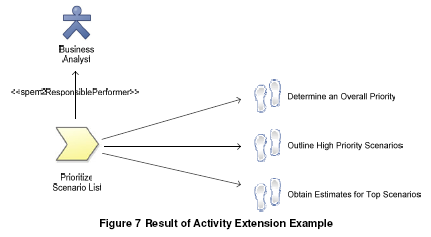 Business
Analyst
<<spem2ResponsiblePerformer>>
Determine an Overall Priority
Outline High Priority Scenarios
Prioritize
Scenario List
Obtain Estimates for Top Scenarios
Figure 7 Result of Activity Extension Example